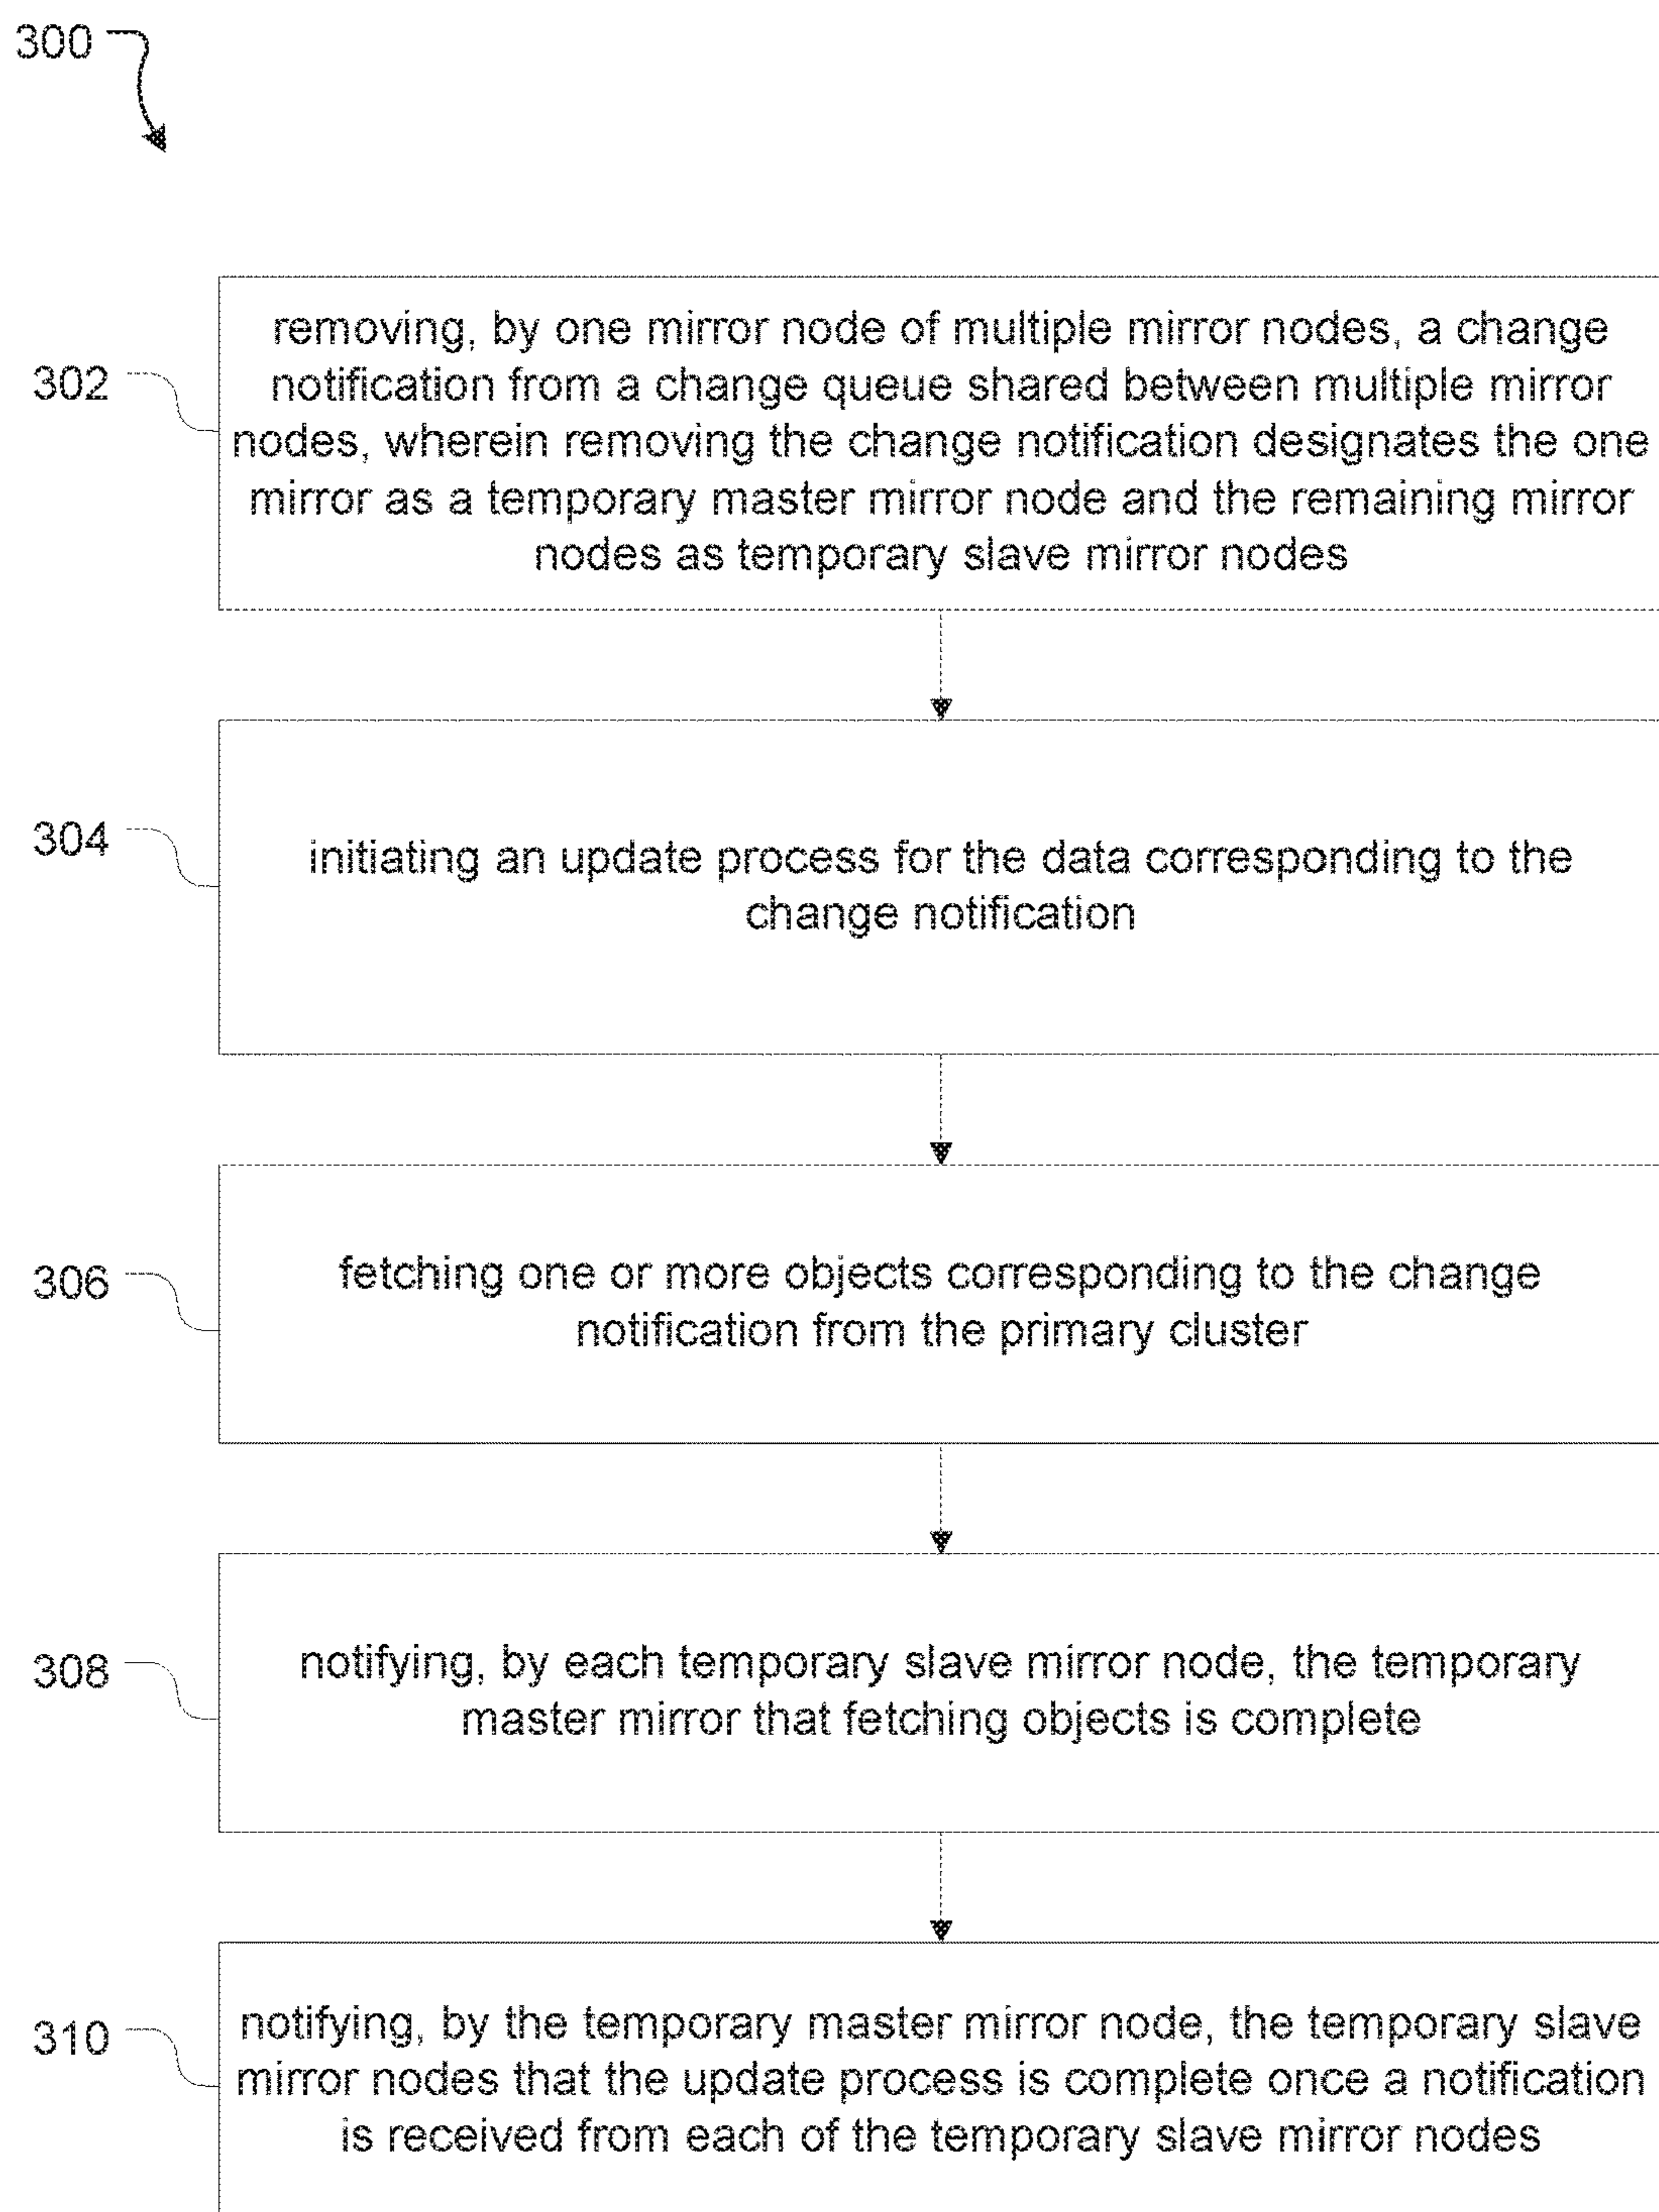 300
302
removing, by one mirror node of multiple mirror nodes, a change
notification from a change queue shared between multiple mirror
nodes, wherein removing the change notification designates the one
mirror as a temporary master mirror node and the remaining mirror
nodes as temporary slave mirror nodes
304
initiating an update process for the data corresponding to the
change notification
306
fetching one or more objects corresponding to the change
notification from the primary cluster
308
notifying, by each temporary slave mirror node, the temporary
master mirror that fetching objects is complete
310
notifying, by the temporary master mirror node, the temporary slave
mirror nodes that the update process is complete once a notification
is received from each of the temporary slave mirror nodes